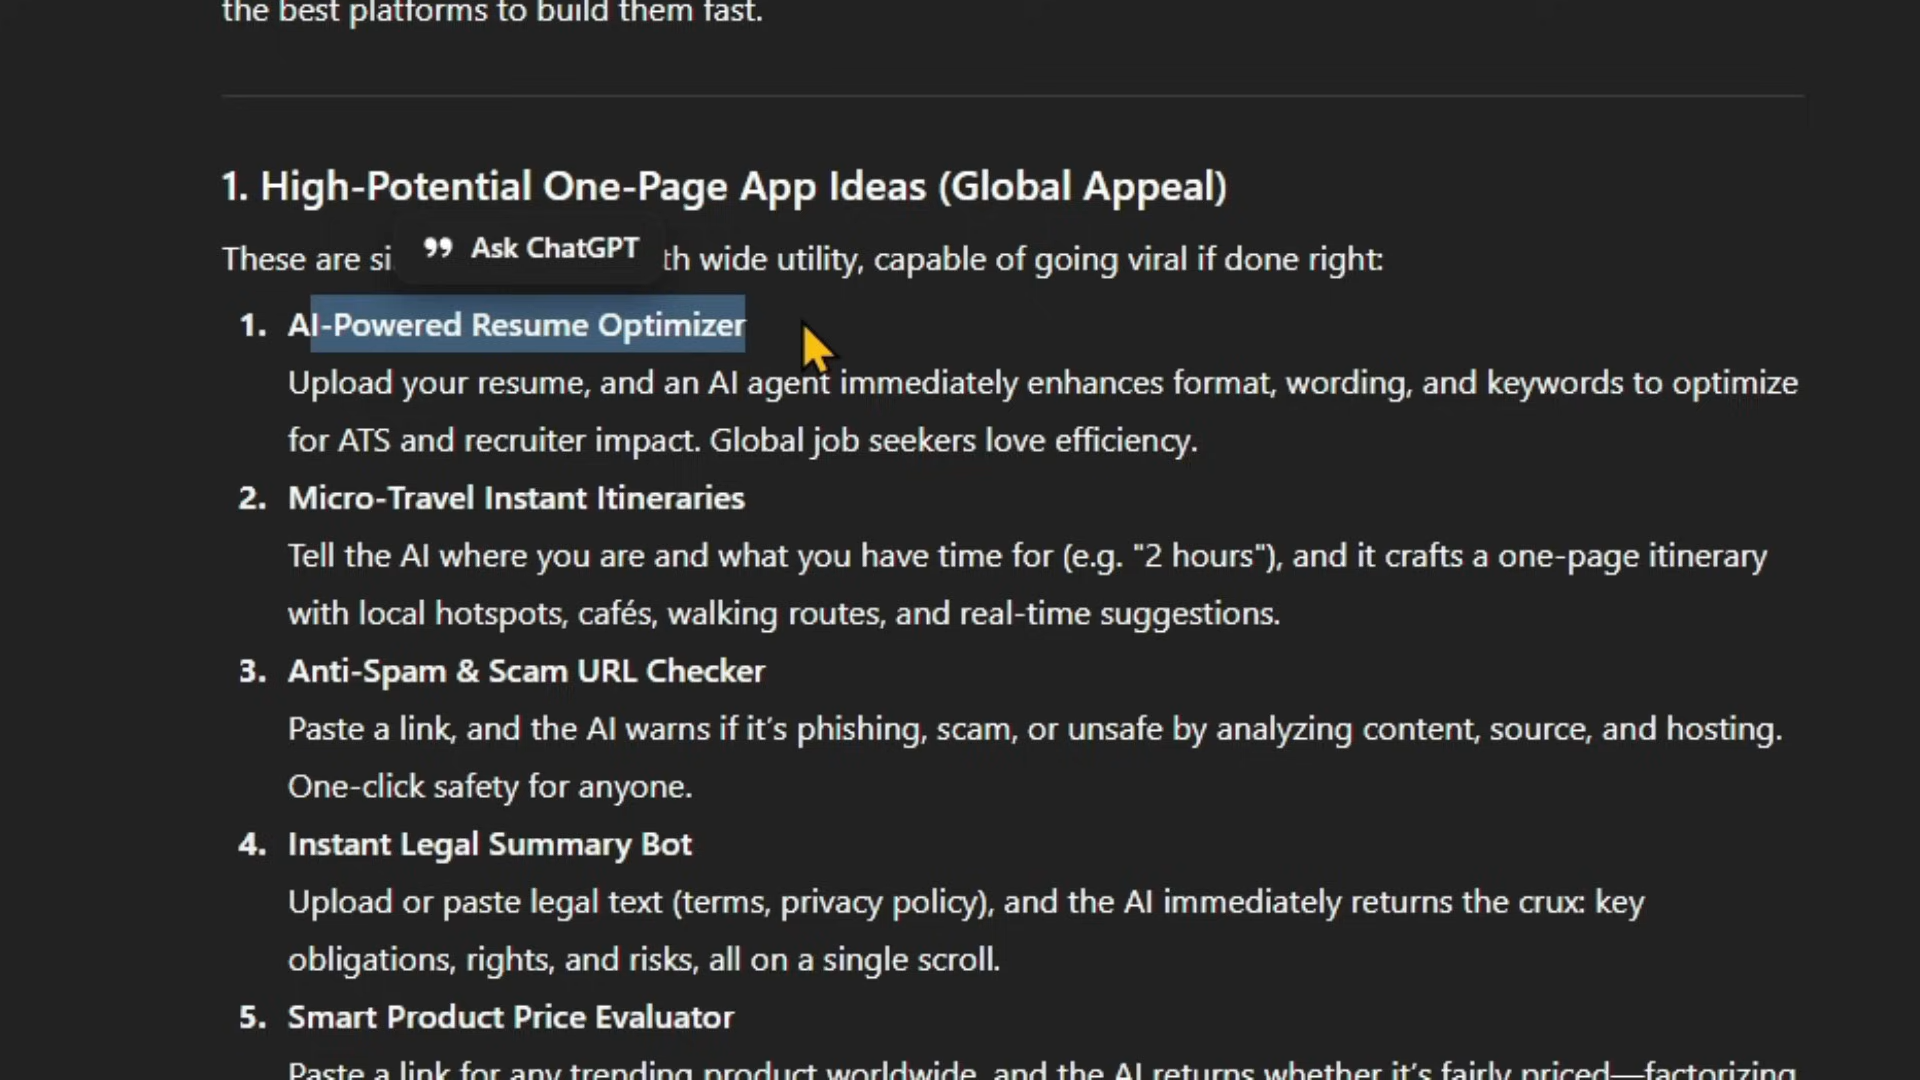 the best platforms to build them fast.
1. High-Potential One-Page App Ideas (Global Appeal)
These are si
Ask ChatGPT
th wide utility, capable of going viral if done right:
1. AI-Powered Resume Optimizer
Upload your resume, and an AI agent immediately enhances format, wording, and keywords to optimize
for ATS and recruiter impact. Global job seekers love efficiency.
2. Micro-Travel Instant Itineraries
Tell the AI where you are and what you have time for (e.g. "2 hours"), and it crafts a one-page itinerary
with local hotspots, cafés, walking routes, and real-time suggestions.
3. Anti-Spam & Scam URL Checker
Paste a link, and the AI warns if it’s phishing, scam, or unsafe by analyzing content, source, and hosting.
One-click safety for anyone.
4. Instant Legal Summary Bot
Upload or paste legal text (terms, privacy policy), and the AI immediately returns the crux: key
obligations, rights, and risks, all on a single scroll.
5. Smart Product Price Evaluator
Paste a link for any trending product worldwide, and the AI returns whether it’s fairly priced—factorizing